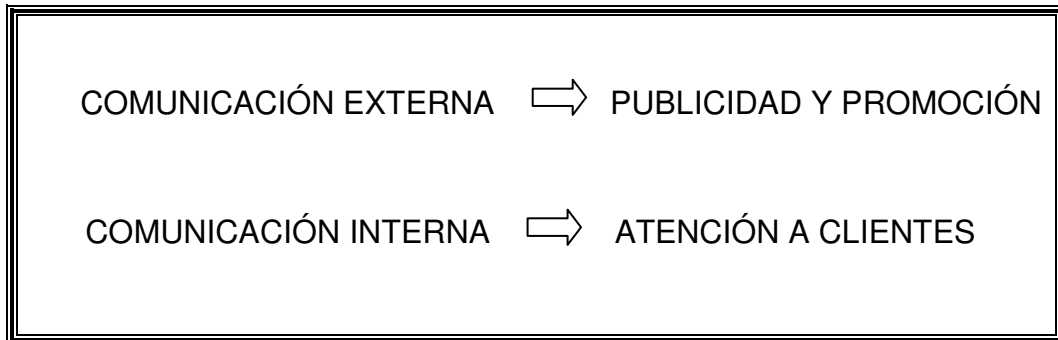 COMUNICACIÓN EXTERNA PUBLICIDAD Y PROMOCIÓN
COMUNICACIÓN INTERNA ATENCIÓN A CLIENTES